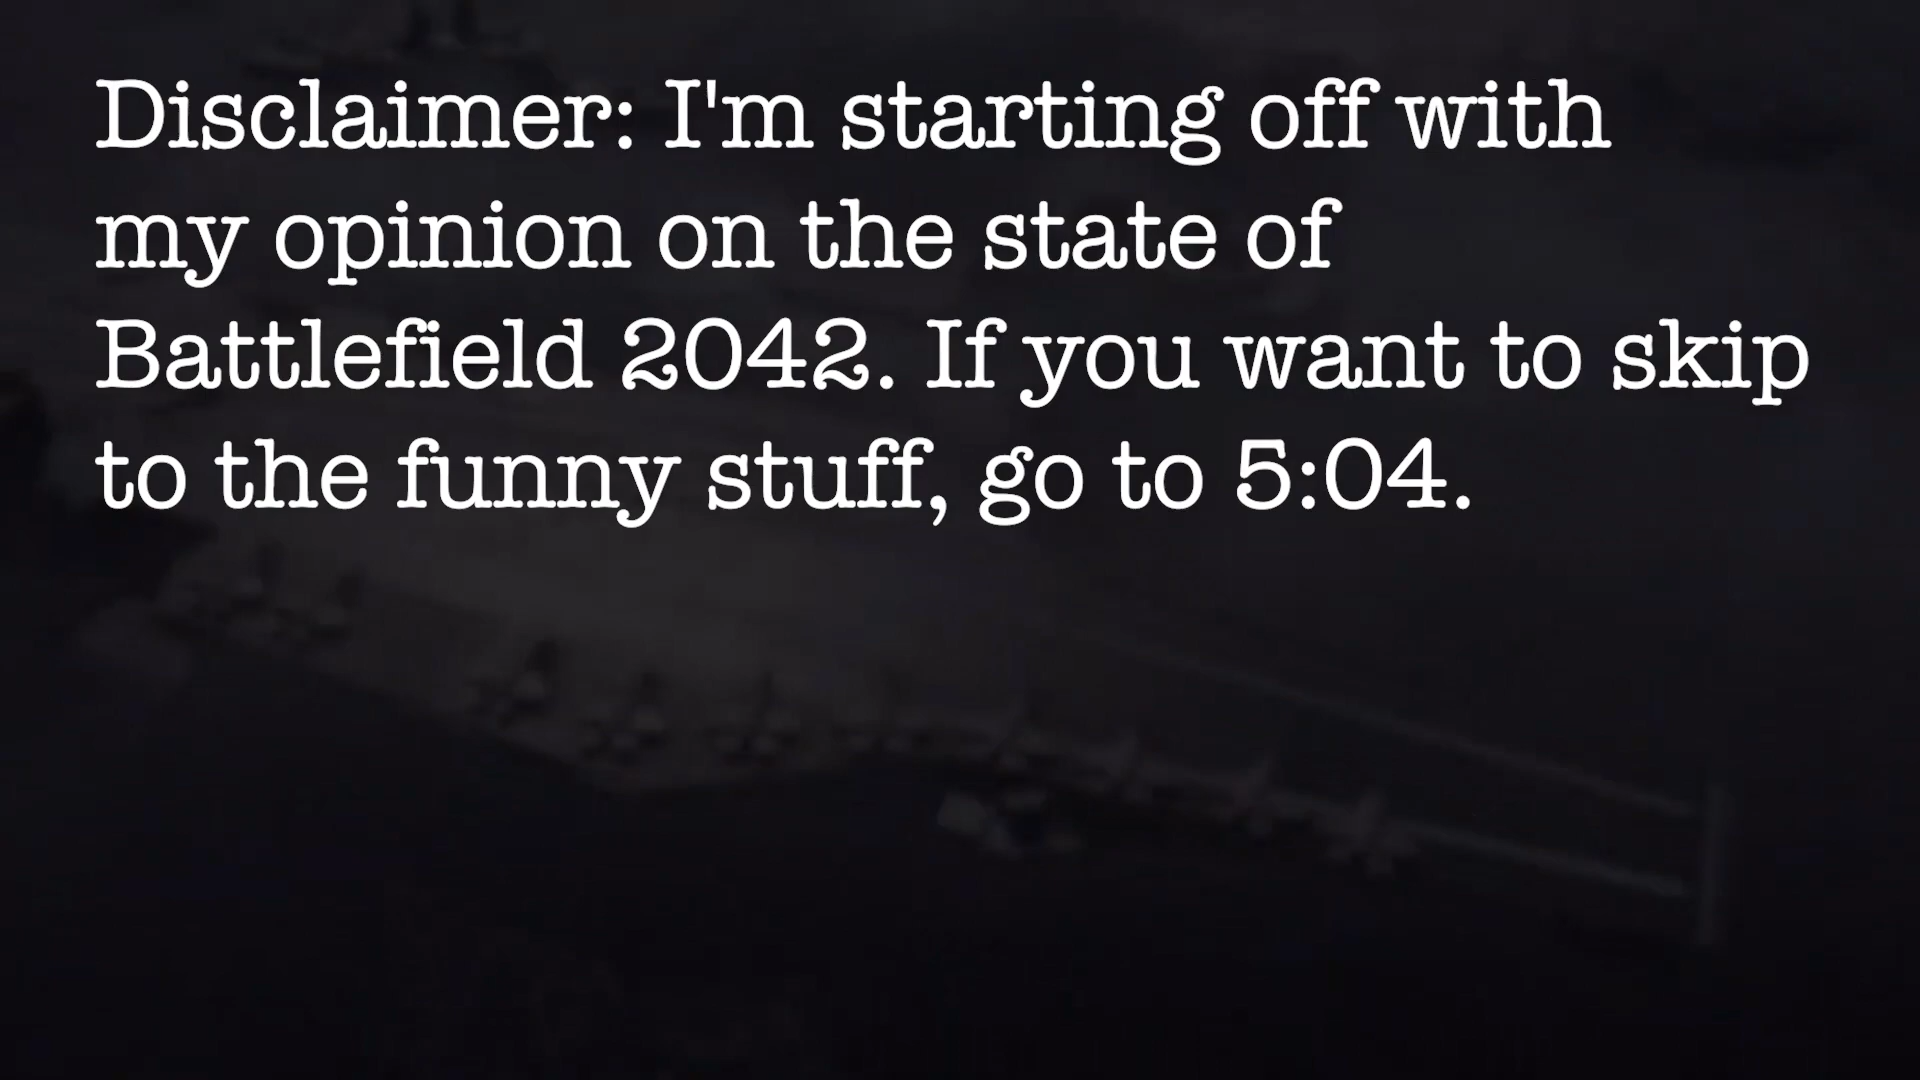 Disclaimer: I'm starting off with
my opinion on the state of
Battlefield 2042. If you want to skip
to the funny stuff, go to 5:04.